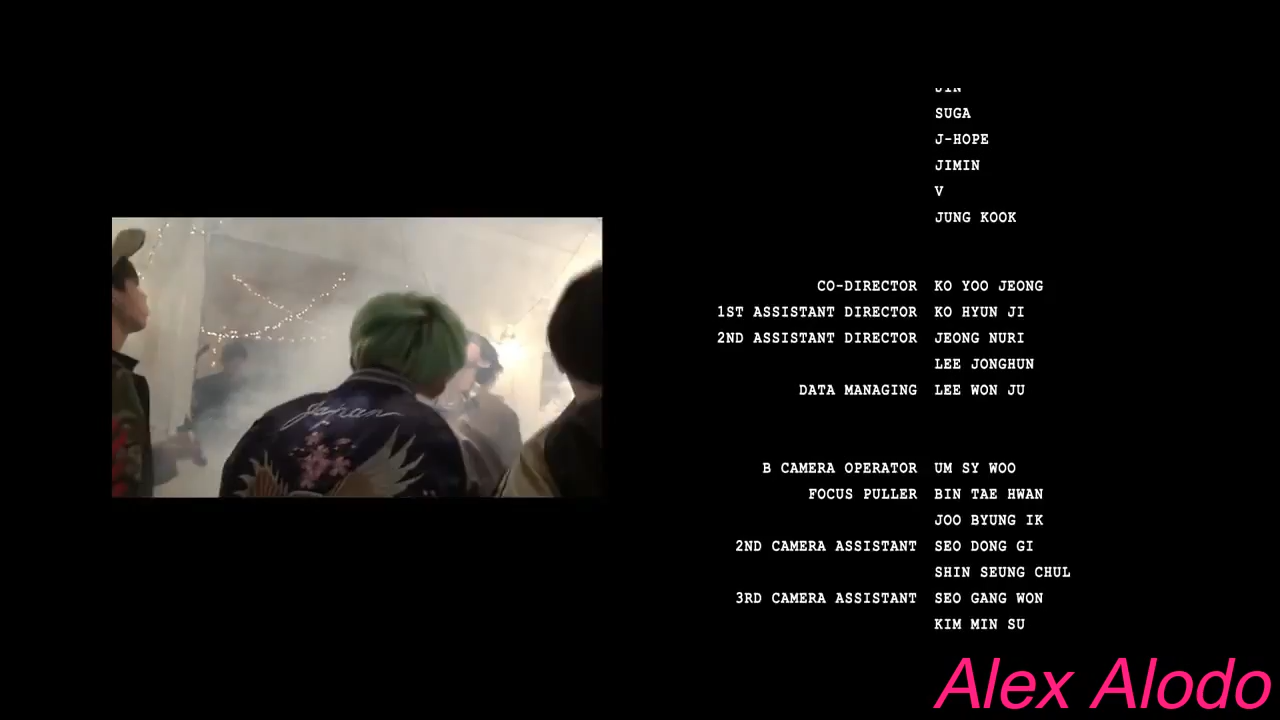 JIN
SUGA
J-HOPE
JIMIN
V
JUNG KOOK
CO-DIRECTOR KO YOO JEONG
1ST ASSISTANT DIRECTOR KO HYUN JI
2ND ASSISTANT DIRECTOR JEONG NURI
LEE JONGHUN
DATA MANAGING LEE WON JU
B CAMERA OPERATOR UM SY WOO
FOCUS PULLER BIN TAE HWAN
JOO BYUNG IK
2ND CAMERA ASSISTANT SEO DONG GI
SHIN SEUNG CHUL
3RD CAMERA ASSISTANT SEO GANG WON
KIM MIN SU
Japan
Alex Alodo